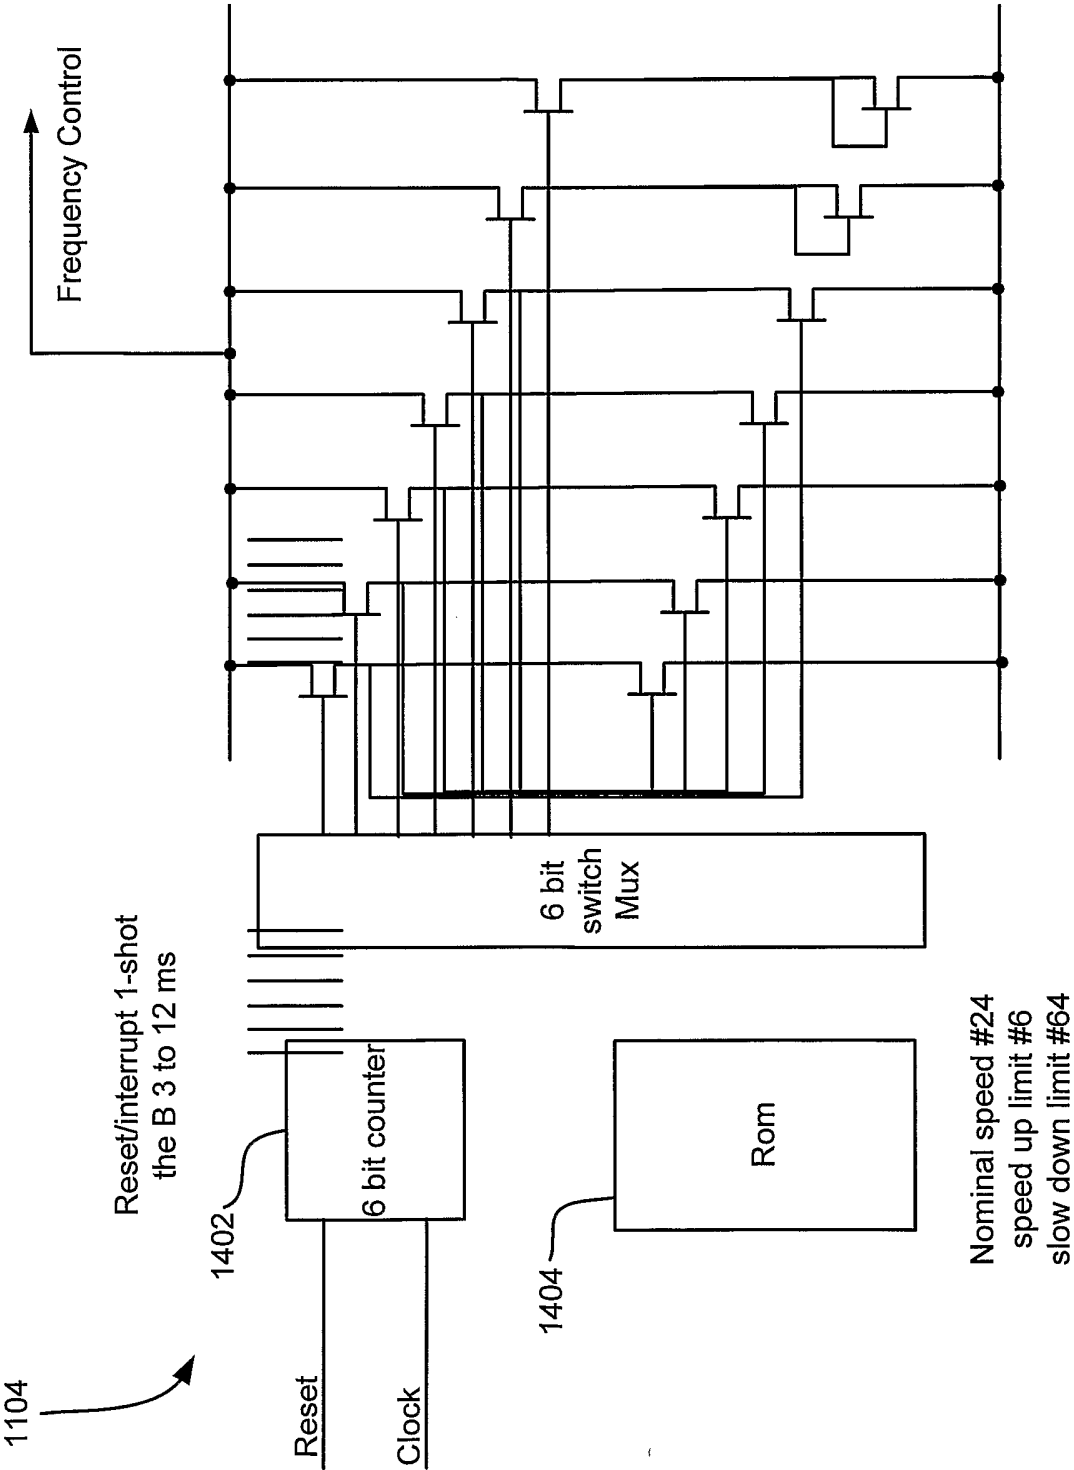 1104
Reset/interrupt 1-shot
the B 3 to 12 ms
Frequency Control
1402
Reset
Clock
6 bit counter
6 bit
switch
Mux
1404
Rom
Nominal speed #24
speed up limit #6
slow down limit #64